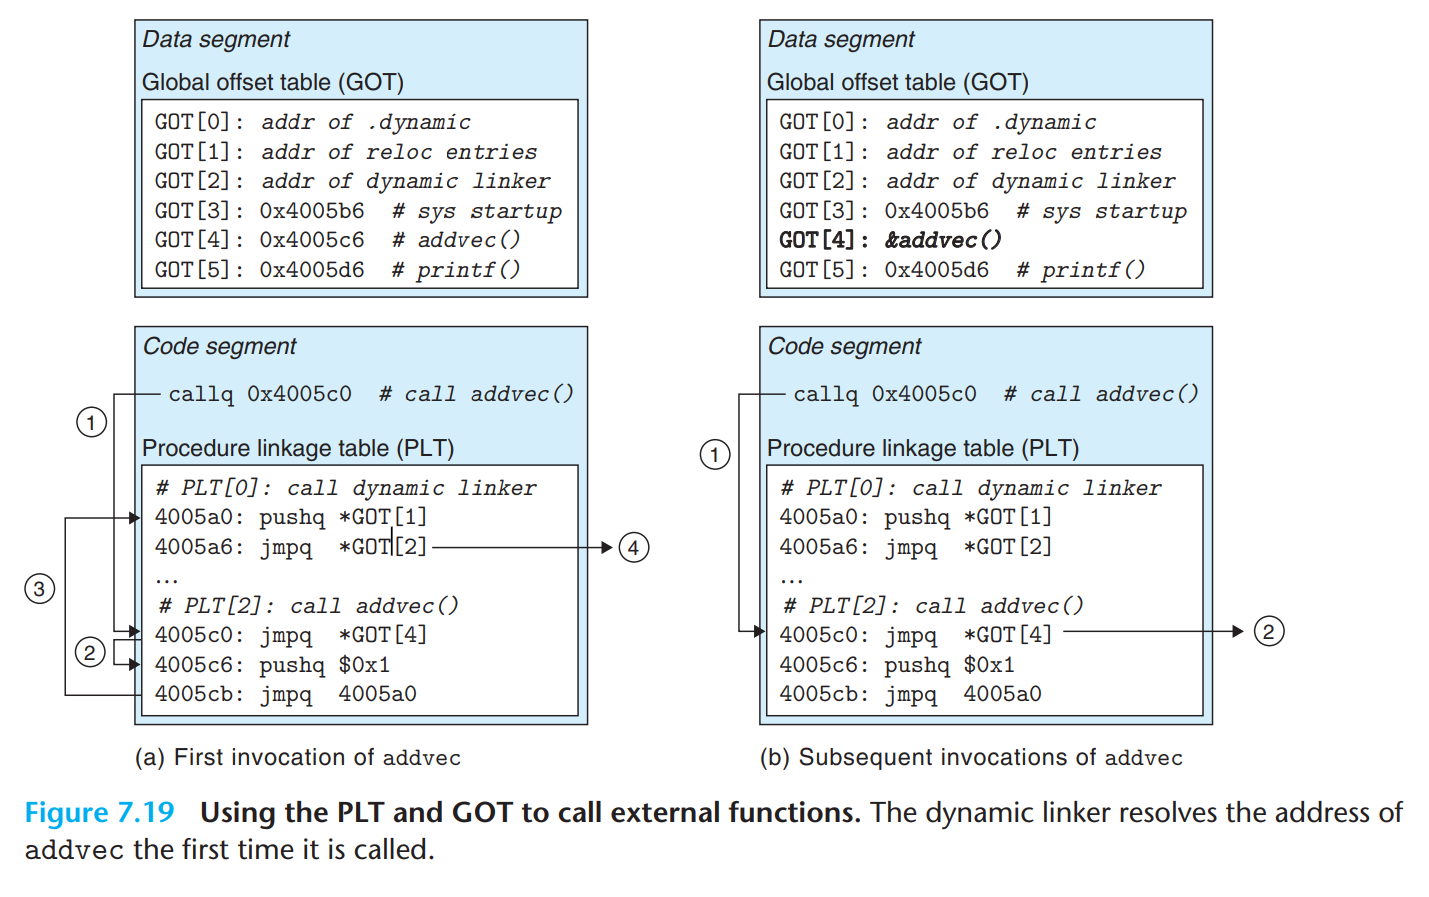 Data segment
Global offset table (GOT)
GOT[0]: addr of .dynamic
GOT[1]: addr of reloc entries
GOT[2]: addr of dynamic linker
GOT[3]: 0x4005b6 # sys startup
GOT[4]: 0x4005c6 # addvec()
GOT[5]: 0x4005d6 # printf()
Code segment
callq 0x4005c0 # call addvec()
1
Procedure linkage table (PLT)
# PLT[0]: call dynamic linker
4005a0: pushq *GOT[1]
4005a6: jmpq *GOT[2]
4
...
3
# PLT[2]: call addvec()
4005c0: jmpq *GOT[4]
2
4005c6: pushq $0x1
4005cb: jmpq 4005a0
(a) First invocation of addvec
Data segment
Global offset table (GOT)
GOT[0]: addr of .dynamic
GOT[1]: addr of reloc entries
GOT[2]: addr of dynamic linker
GOT[3]: 0x4005b6 # sys startup
GOT[4]: &addvec()
GOT[5]: 0x4005d6 # printf()
Code segment
callq 0x4005c0 # call addvec()
1
Procedure linkage table (PLT)
# PLT[0]: call dynamic linker
4005a0: pushq *GOT[1]
4005a6: jmpq *GOT[2]
...
# PLT[2]: call addvec()
4005c0: jmpq *GOT[4]
2
4005c6: pushq $0x1
4005cb: jmpq 4005a0
(b) Subsequent invocations of addvec
Figure 7.19 Using the PLT and GOT to call external functions. The dynamic linker resolves the address of
addvec the first time it is called.